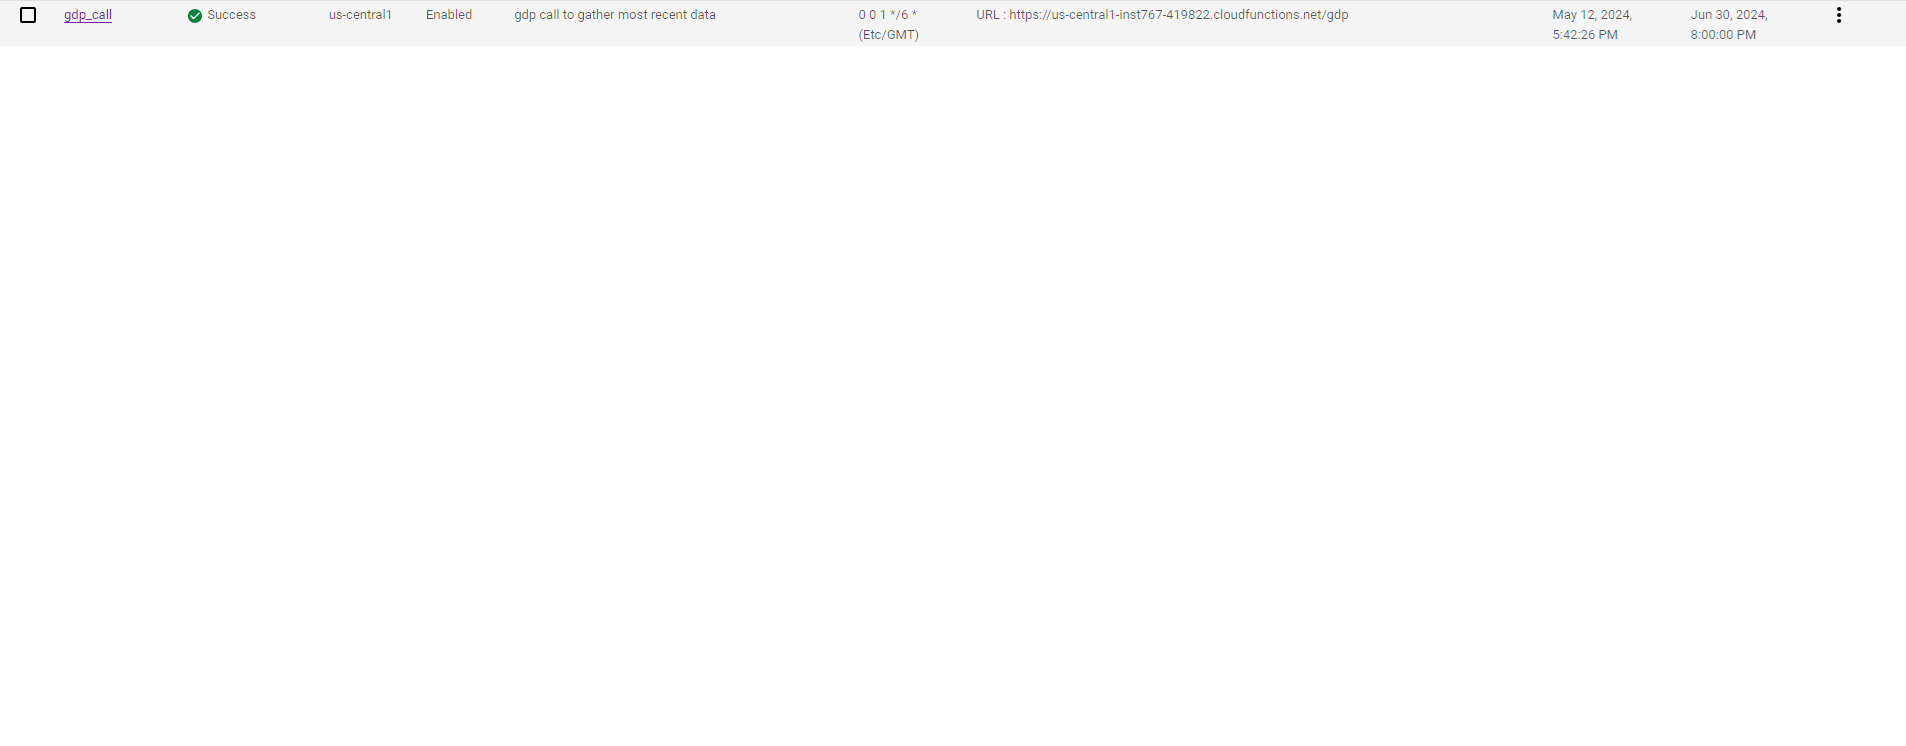 gdp_call Success us-central1 Enabled gdp call to gather most recent data 0 0 1 */6 * URL : https://us-central1-inst767-419822.cloudfunctions.net/gdp May 12, 2024, Jun 30, 2024,
(Etc/GMT) 5:42:26 PM 8:00:00 PM